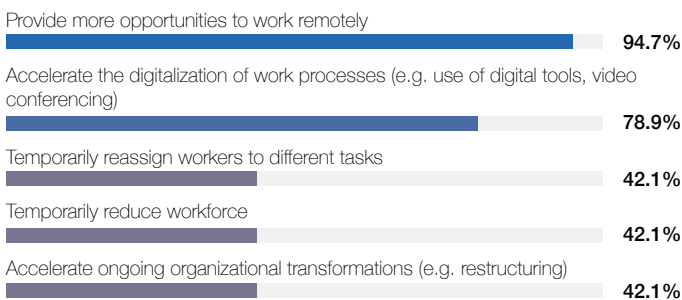 Provide more opportunities to work remotely
94.7%
Accelerate the digitalization of work processes (e.g. use of digital tools, video
conferencing)
78.9%
Temporarily reassign workers to different tasks
42.1%
Temporarily reduce workforce
42.1%
Accelerate ongoing organizational transformations (e.g. restructuring)
42.1%